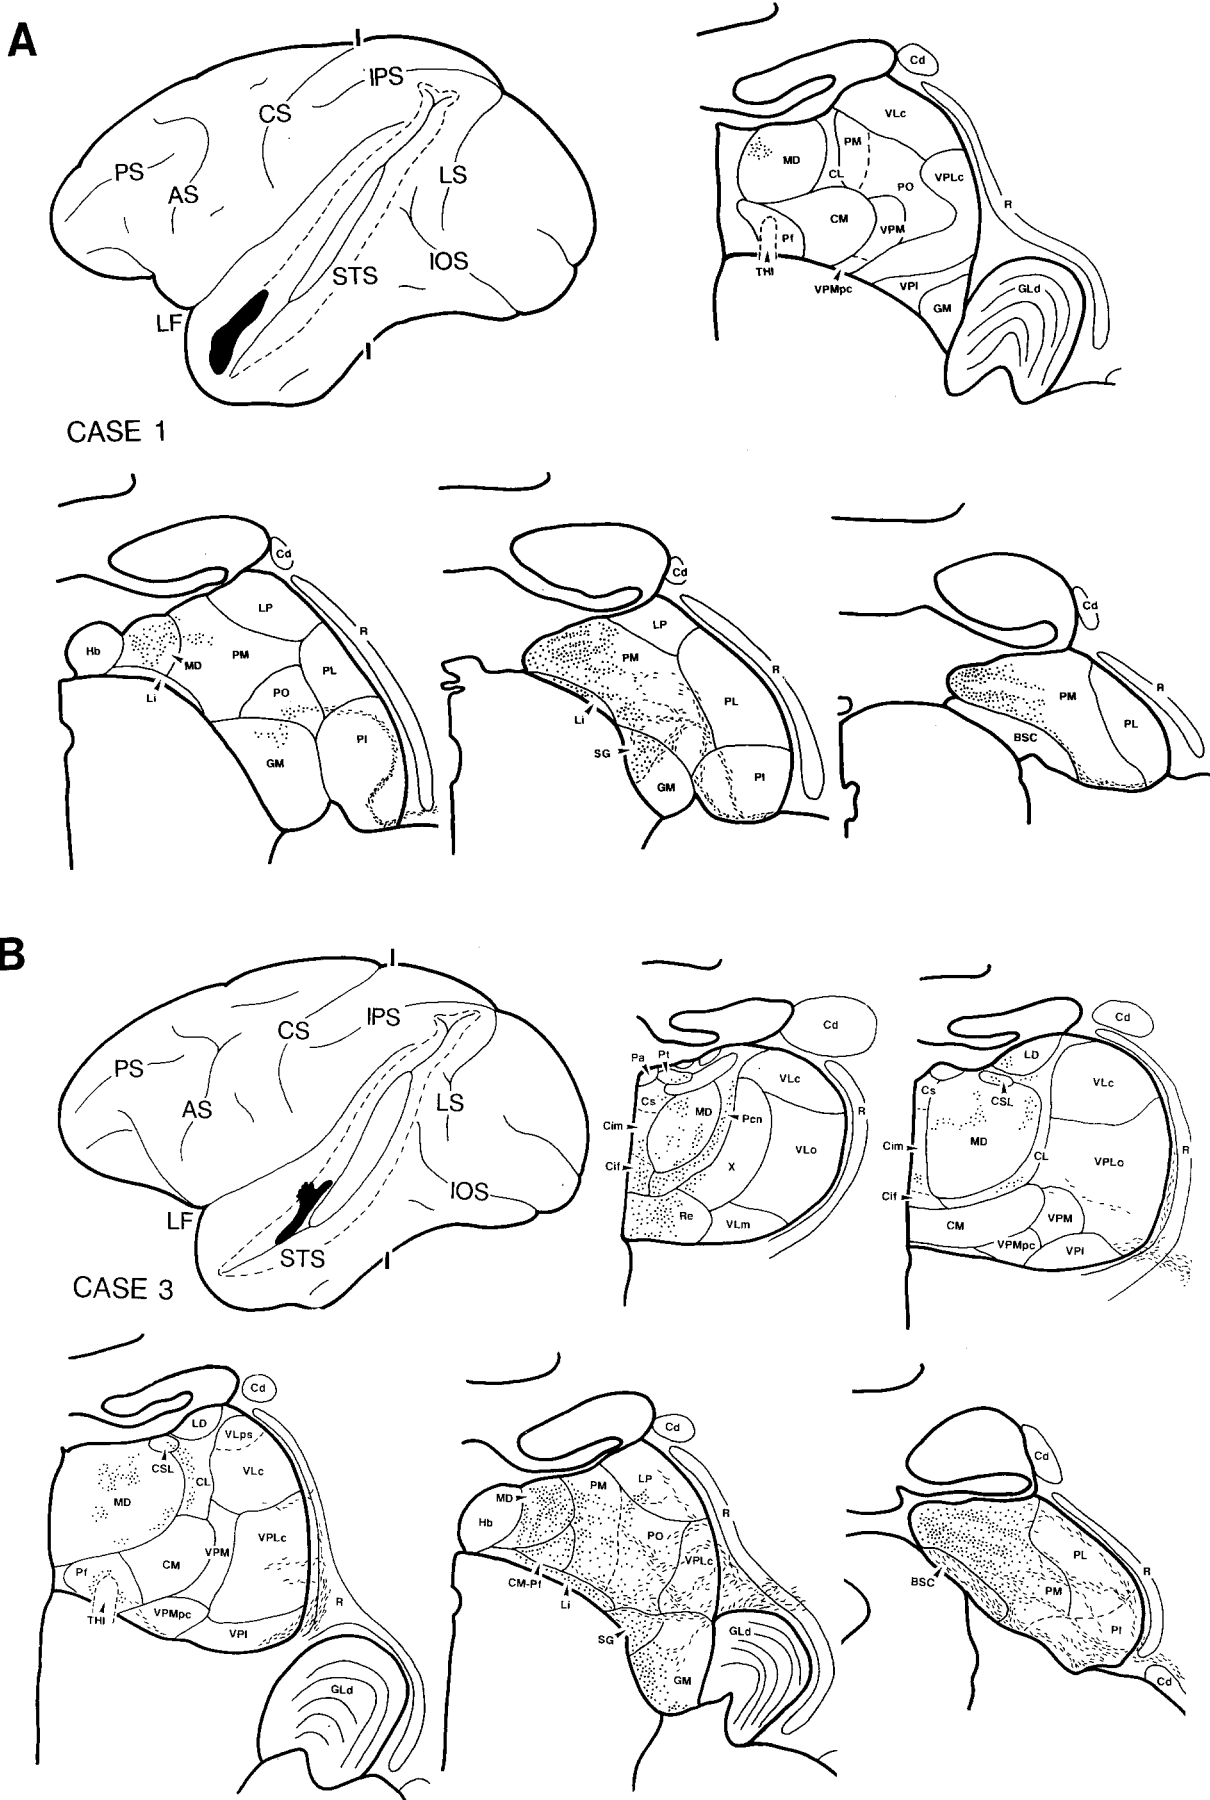 A
I
IPS
CS
PS
AS
LS
IOS
STS
LF
I
CASE 1
Cd
VLc
MD
PM
CL
VPLc
PO
R
CM
VPM
Pf
THI
VPMpc
VPI
GM
GLd
Cd
LP
R
Hb
MD
PM
PL
Li
PO
PI
GM
Cd
LP
PM
R
PL
Li
SG
GM
PI
Cd
PM
R
PL
BSC
B
I
IPS
CS
PS
AS
LS
IOS
LF
STS
I
CASE 3
Cd
Pa
Pt
VLc
Cs
MD
Pcn
R
Cim
VLo
Cif
X
Re
VLm
Cd
LD
Cs
CSL
VLc
Cim
MD
CL
VPLo
R
Cif
CM
VPM
VPMpc
VPI
Cd
LD
VLps
CSL
CL
VLc
MD
VPLc
CM
VPM
Pf
THI
VPMpc
VPI
R
GLd
Cd
LP
PM
MD
Hb
R
PO
VPLc
CM-Pf
Li
SG
GLd
GM
Cd
PL
R
BSC
PM
PI
Cd